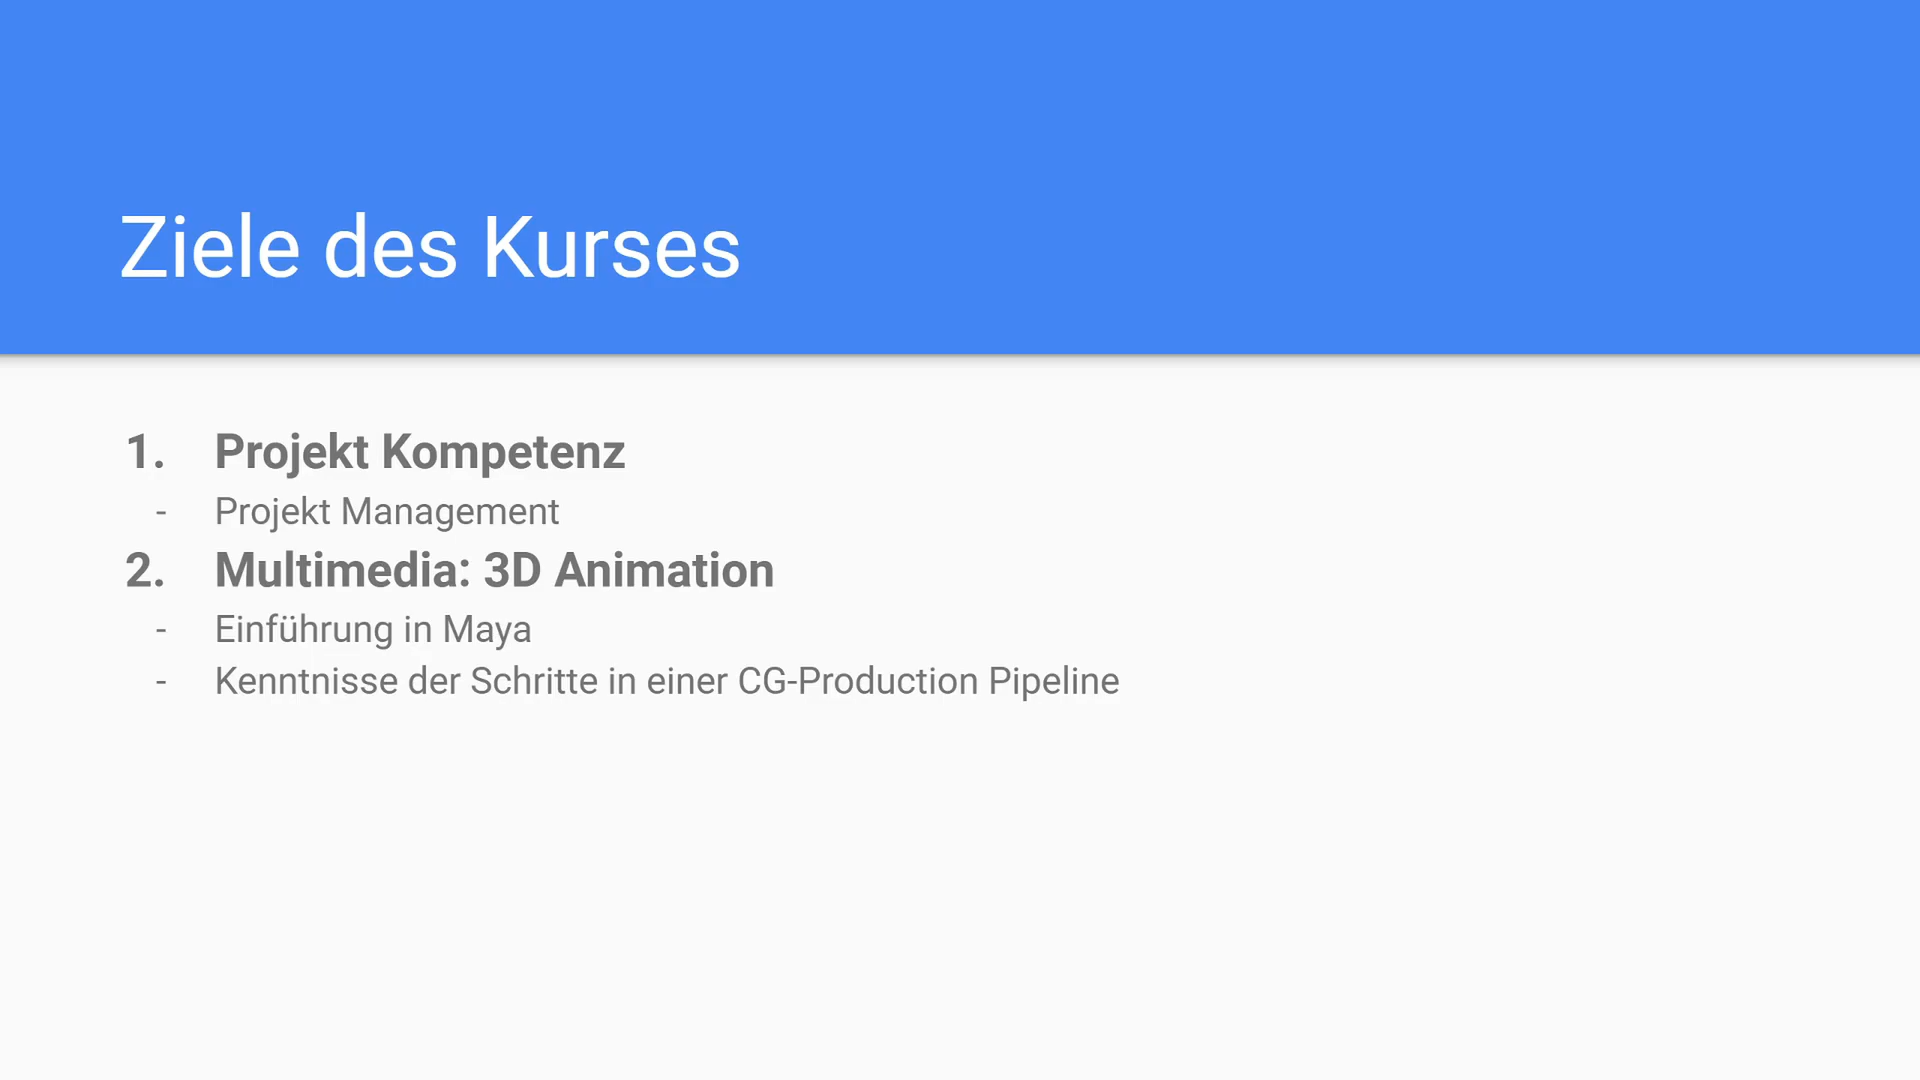 Ziele des Kurses
1. Projekt Kompetenz
- Projekt Management
2. Multimedia: 3D Animation
- Einführung in Maya
- Kenntnisse der Schritte in einer CG-Production Pipeline